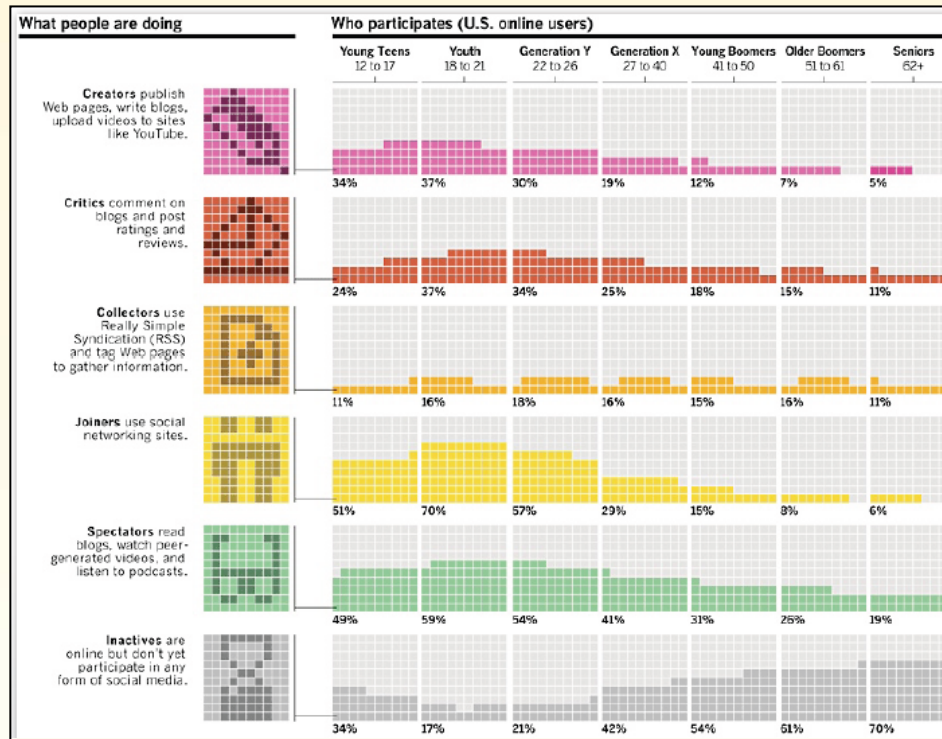 What people are doing
Who participates (U.S. online users)
Young Teens
12 to 17
Youth
18 to 21
Generation Y
22 to 26
Generation X
27 to 40
Young Boomers
41 to 50
Older Boomers
51 to 61
Seniors
62+
Creators publish
Web pages, write blogs,
upload videos to sites
like YouTube.
34% 37% 30% 19% 12% 7% 5%
Critics comment on
blogs and post
ratings and
reviews.
24% 37% 34% 25% 18% 15% 11%
Collectors use
Really Simple
Syndication (RSS)
and tag Web pages
to gather information.
11% 16% 18% 16% 15% 16% 11%
Joiners use social
networking sites.
51% 70% 57% 29% 15% 8% 6%
Spectators read
blogs, watch peer-
generated videos, and
listen to podcasts.
49% 59% 54% 41% 31% 26% 19%
Inactives are
online but don't yet
participate in any
form of social media.
34% 17% 21% 42% 54% 61% 70%